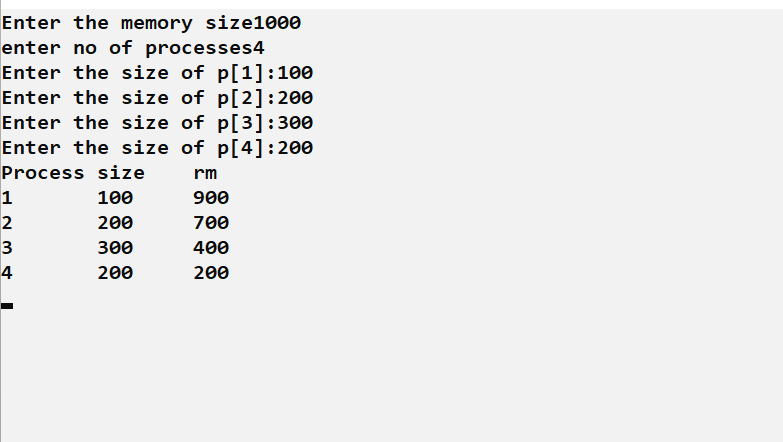 Enter the memory size1000
enter no of processes4
Enter the size of p[1]:100
Enter the size of p[2]:200
Enter the size of p[3]:300
Enter the size of p[4]:200
Process size    rm
1       100     900
2       200     700
3       300     400
4       200     200